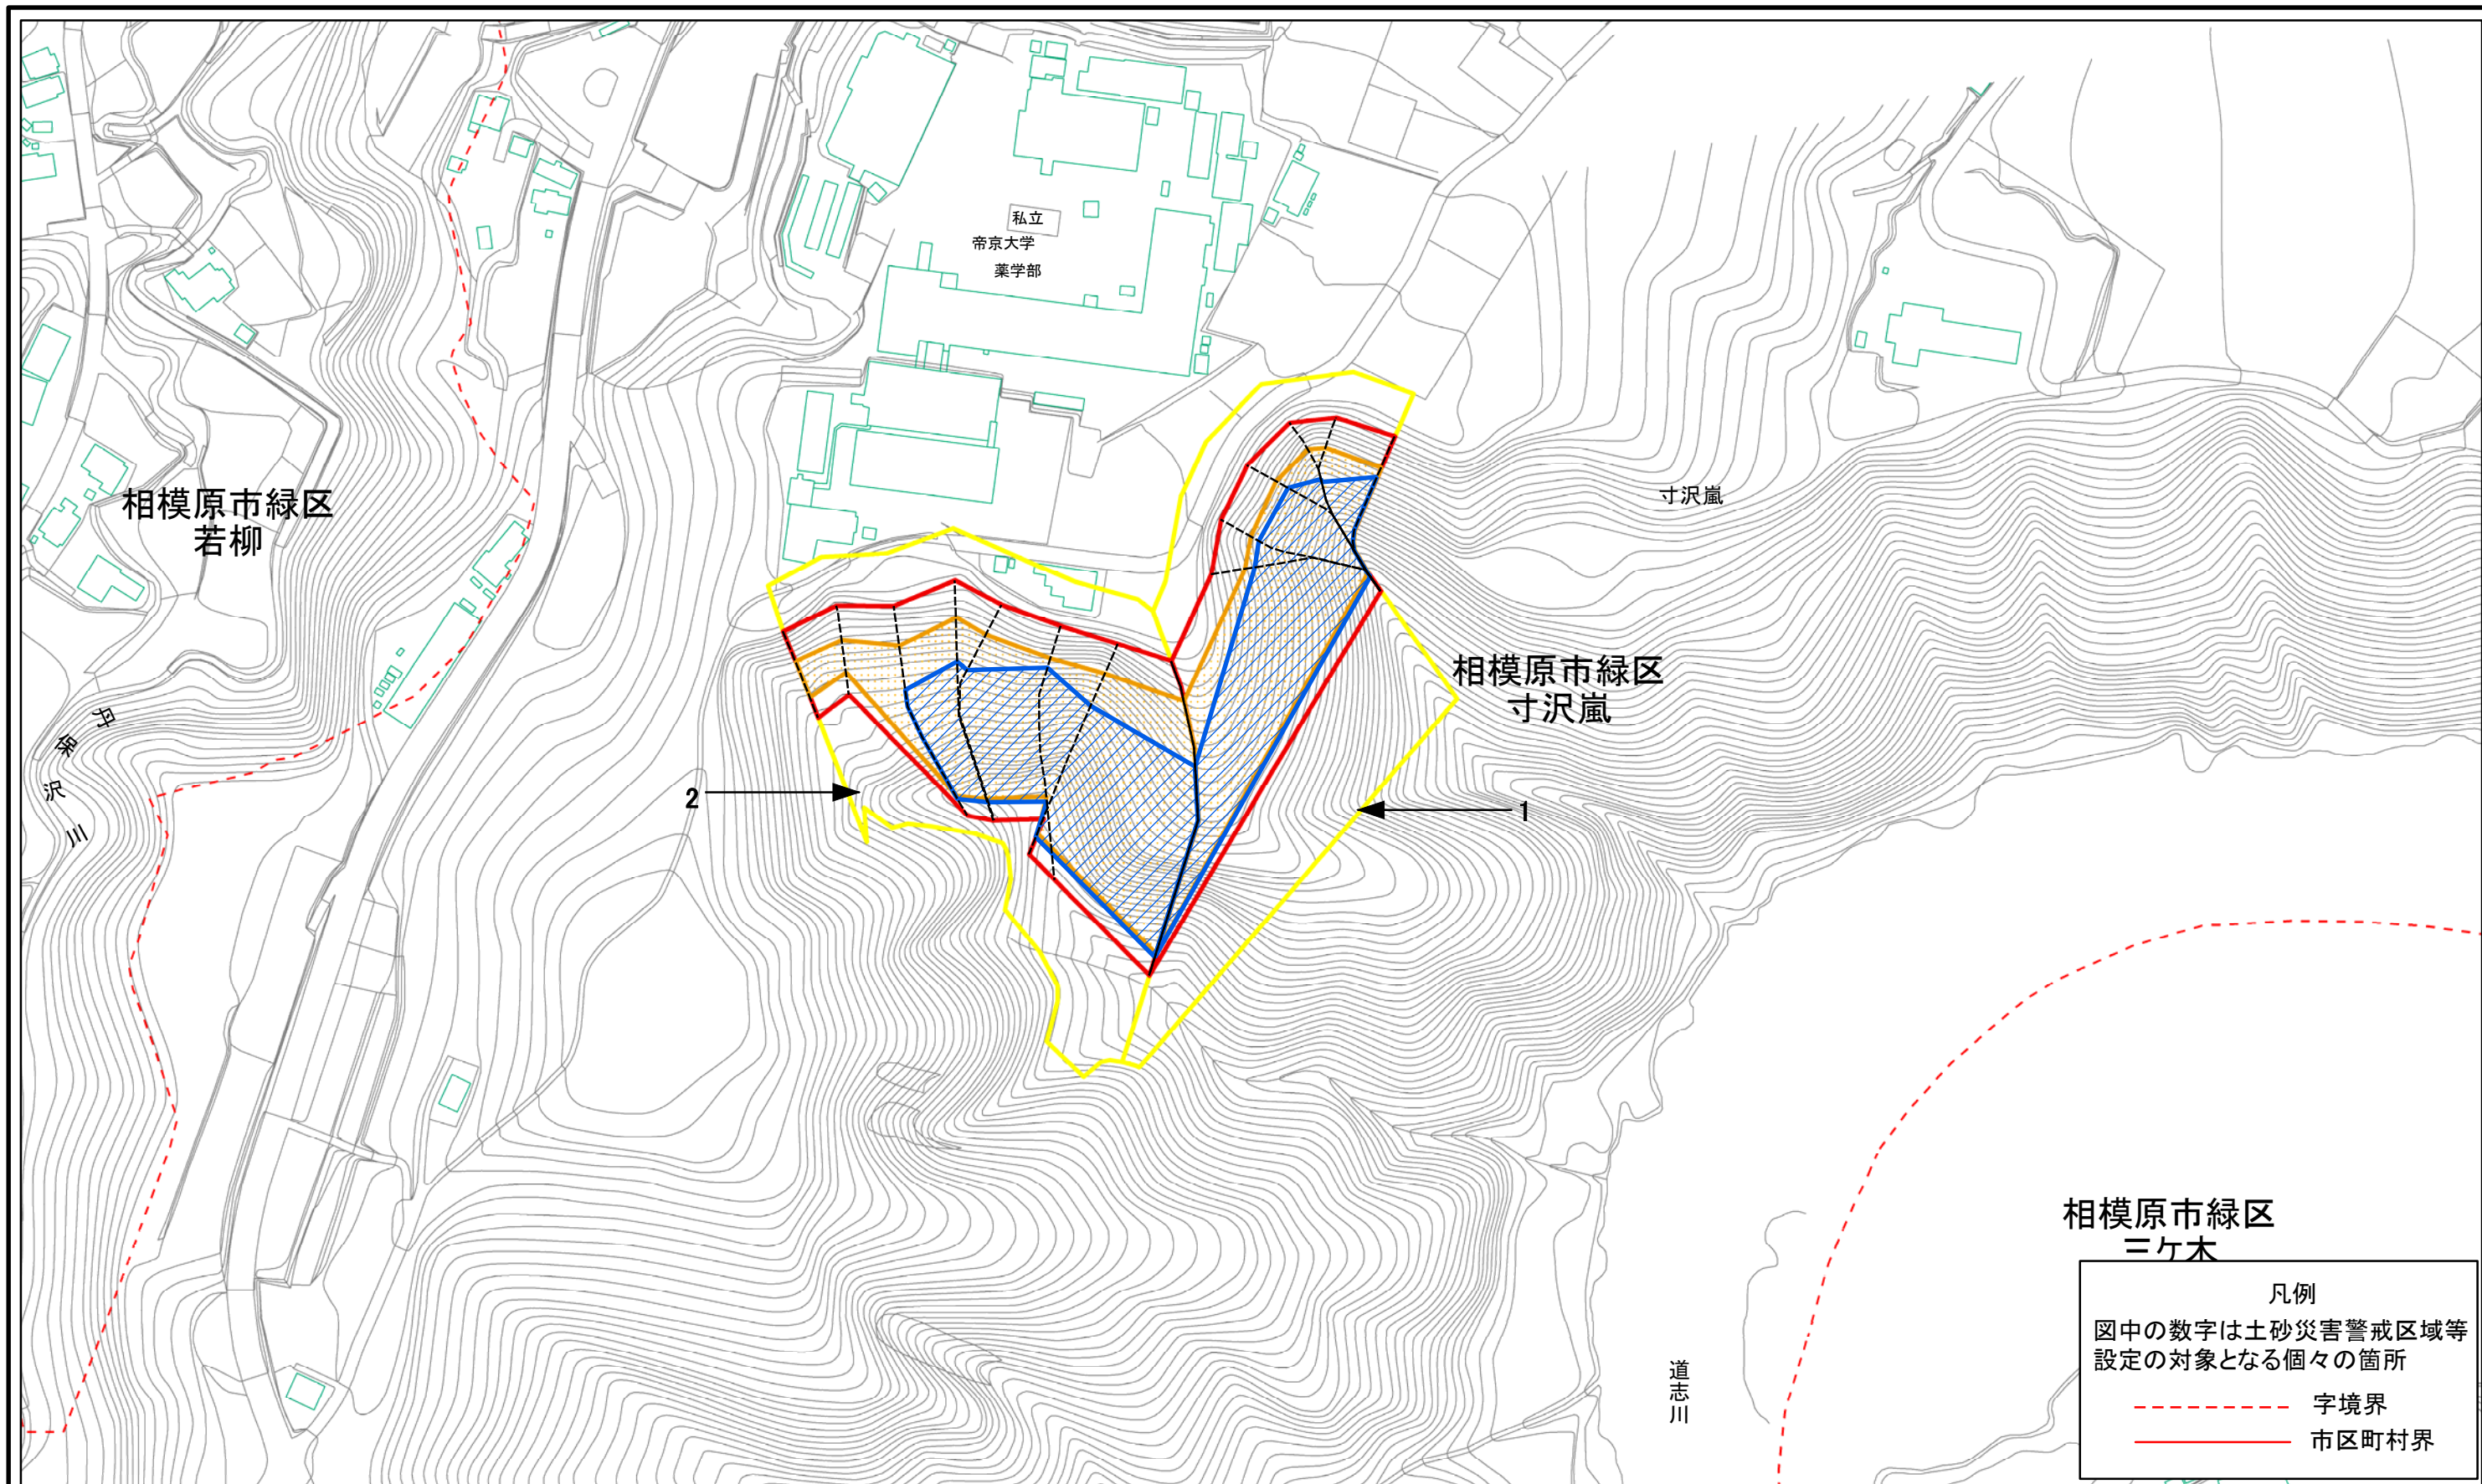 私立
帝京大学
薬学部
相模原市緑区
若柳
寸沢嵐
相模原市緑区
寸沢嵐
丹保沢川
2
1
相模原市緑区
三ケ木
道志川
凡例
図中の数字は土砂災害警戒区域等
設定の対象となる個々の箇所
字境界
市区町村界